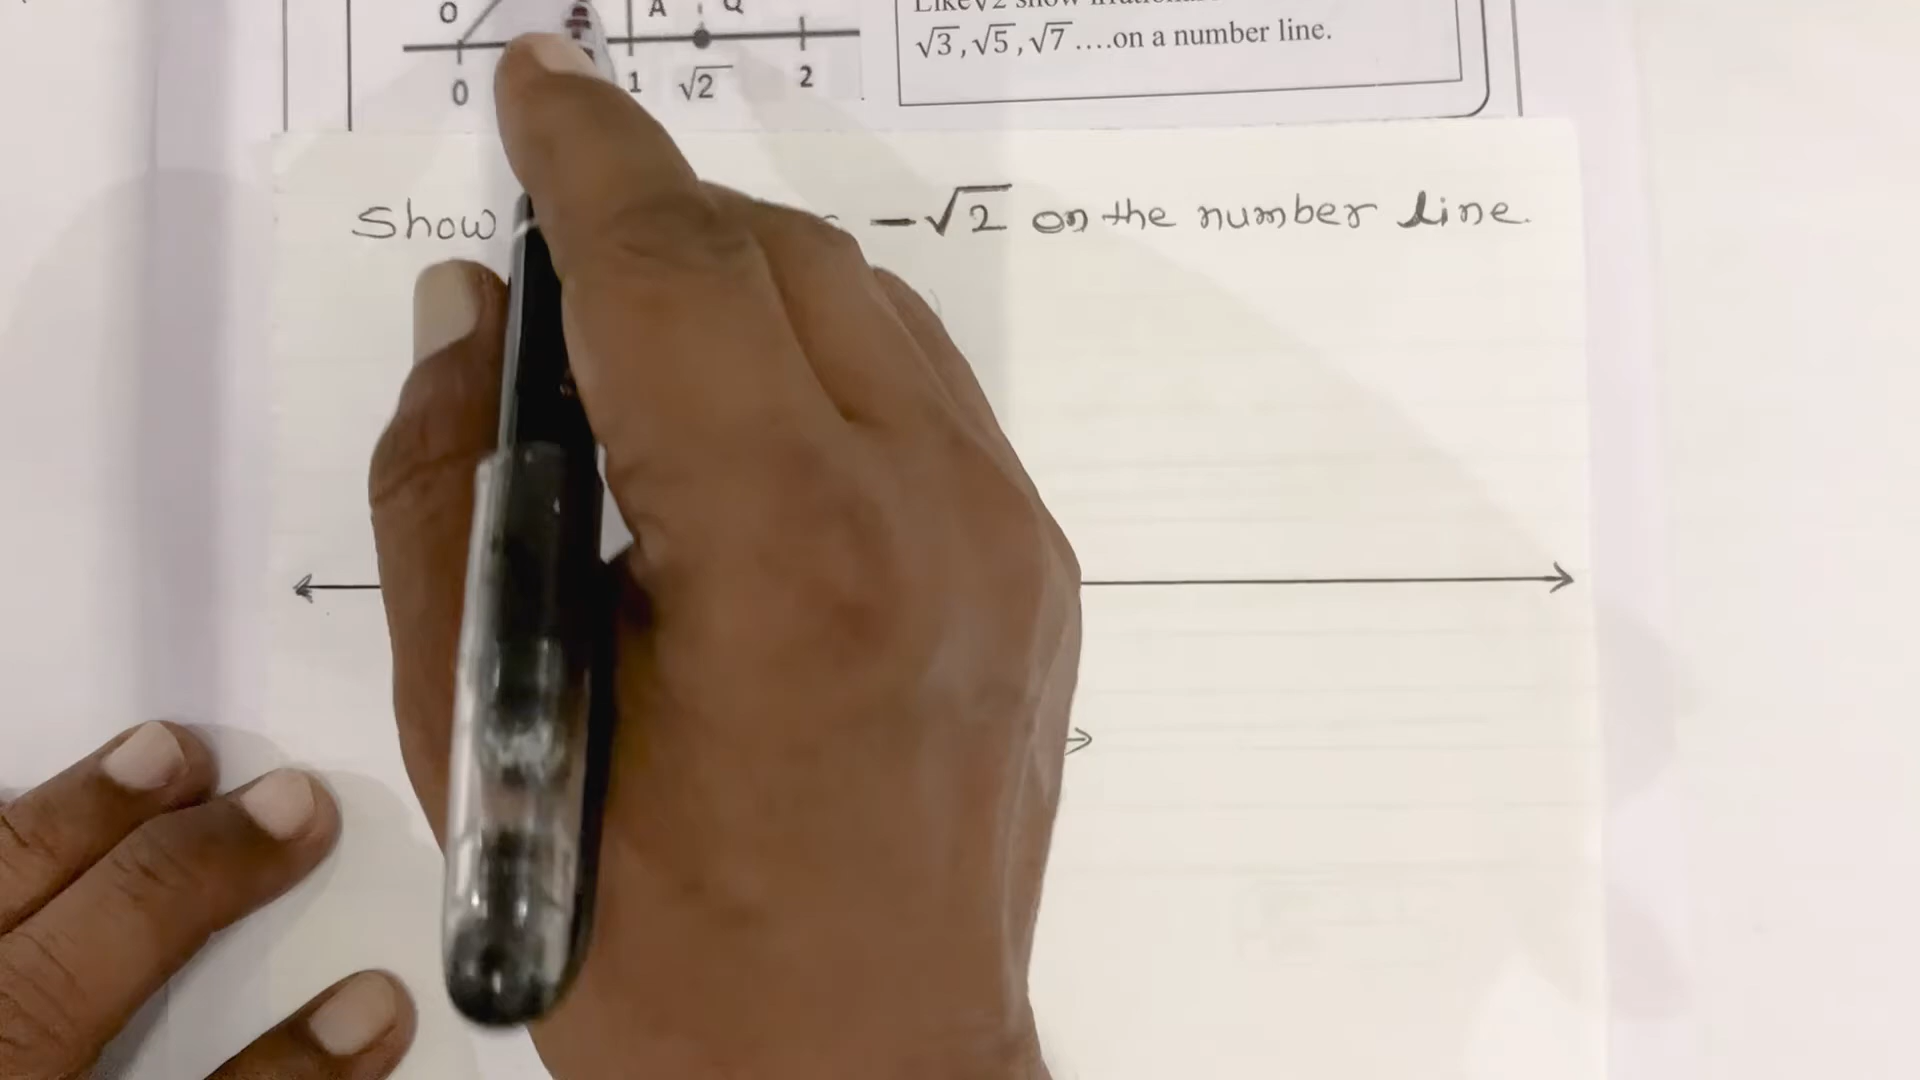 O A Q
√3, √5, √7 ....on a number line.
0 1 √2 2
Show -√2 on the number line.